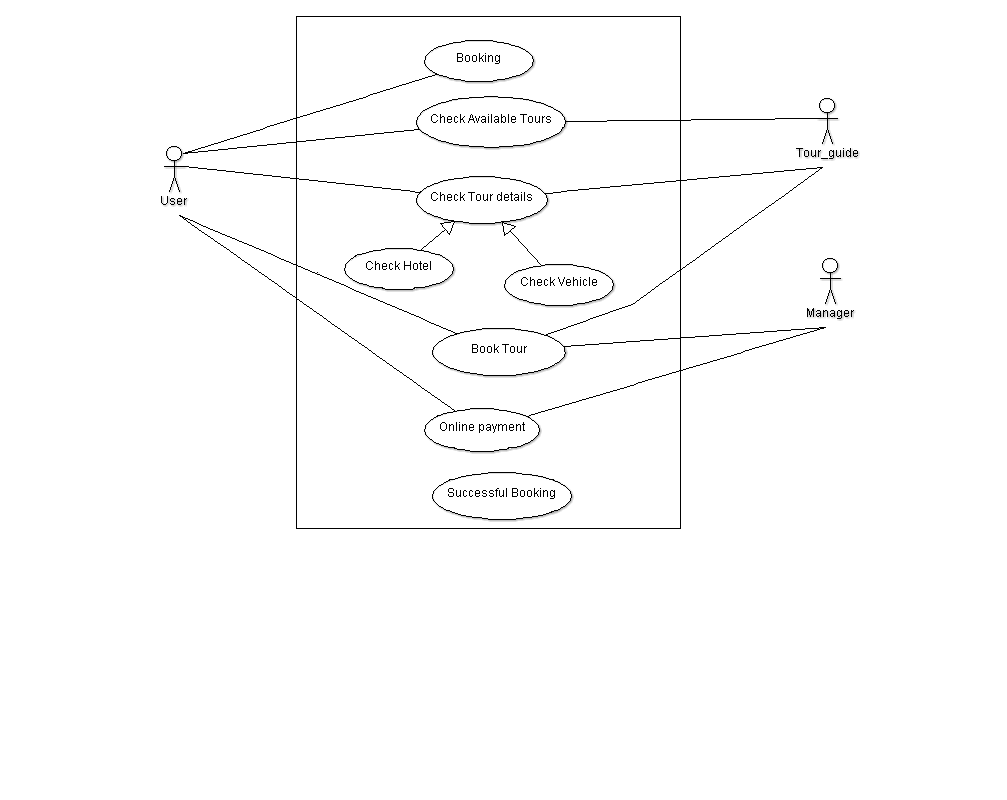 Booking
Check Available Tours
Tour_guide
User
Check Tour details
Check Hotel
Check Vehicle
Manager
Book Tour
Online payment
Successful Booking